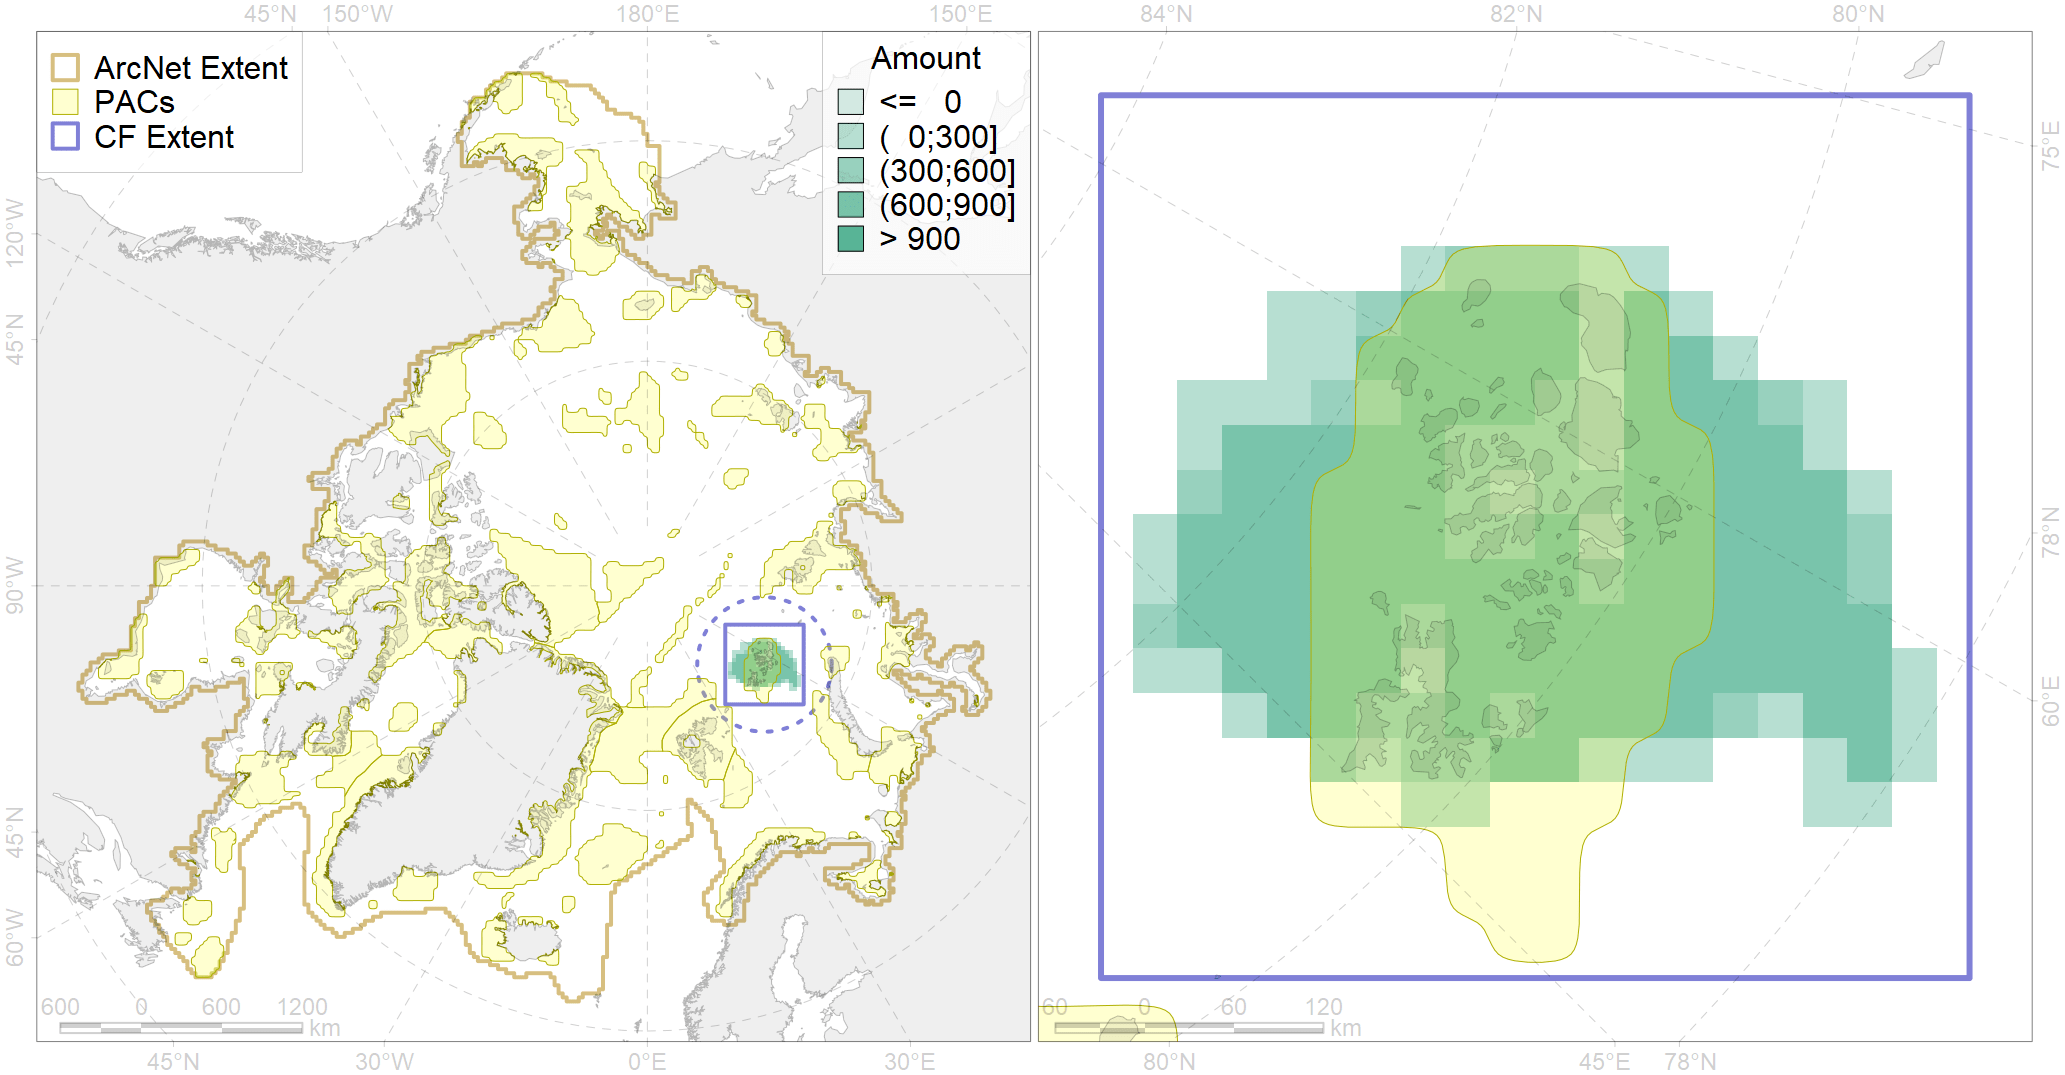 45°N 150°W 180°E 150°E 84°N 82°N 80°N
ArcNet Extent
PACs
CF Extent
Amount
<= 0
( 0;300]
(300;600]
(600;900]
> 900
120°W
45°N
90°W
45°N
60°W
75°E
78°N
60°E
600 0 600 1200
km
60 0 60 120
km
45°N 30°W 0°E 30°E 80°N 45°E 78°N